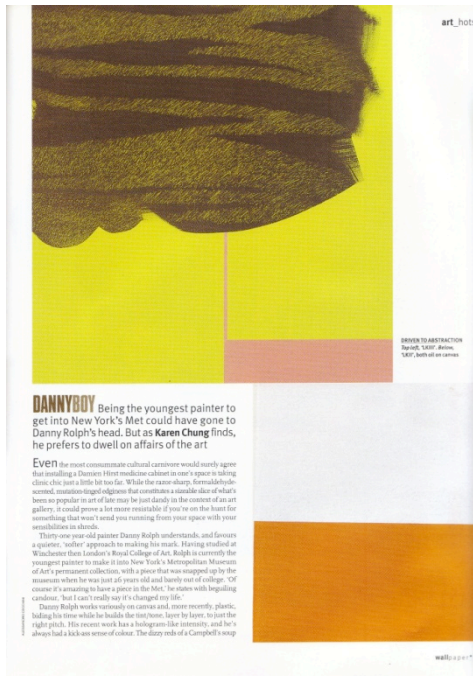 art_hots
DRIVEN TO ABSTRACTION
Top left, 'LXIII'. Below,
'LXII', both oil on canvas
DANNYBOY Being the youngest painter to
get into New York's Met could have gone to
Danny Rolph's head. But as Karen Chung finds,
he prefers to dwell on affairs of the art
Even the most consummate cultural carnivore would surely agree
that installing a Damien Hirst medicine cabinet in one's space is taking
clinic chic just a little bit too far. While the razor-sharp, formaldehyde-
scented, mutation-tinged edginess that constitutes a sizeable slice of what's
been so popular in art of late may be just dandy in the context of an art
gallery, it could prove a lot more resistable if you're on the hunt for
something that won't send you running from your space with your
sensibilities in shreds.
Thirty-one year-old painter Danny Rolph understands, and favours
a quieter, 'softer' approach to making his mark. Having studied at
Winchester then London's Royal College of Art, Rolph is currently the
youngest painter to make it into New York's Metropolitan Museum
of Art's permanent collection, with a piece that was snapped up by the
museum when he was just 26 years old and barely out of college. 'Of
course it's amazing to have a piece in the Met,' he states with beguiling
candour, 'but I can't really say it's changed my life.'
Danny Rolph works variously on canvas and, more recently, plastic,
biding his time while he builds the tint/tone, layer by layer, to just the
right pitch. His recent work has a hologram-like intensity, and he's
always had a kick-ass sense of colour. The dizzy reds of a Campbell's soup
wallpaper*